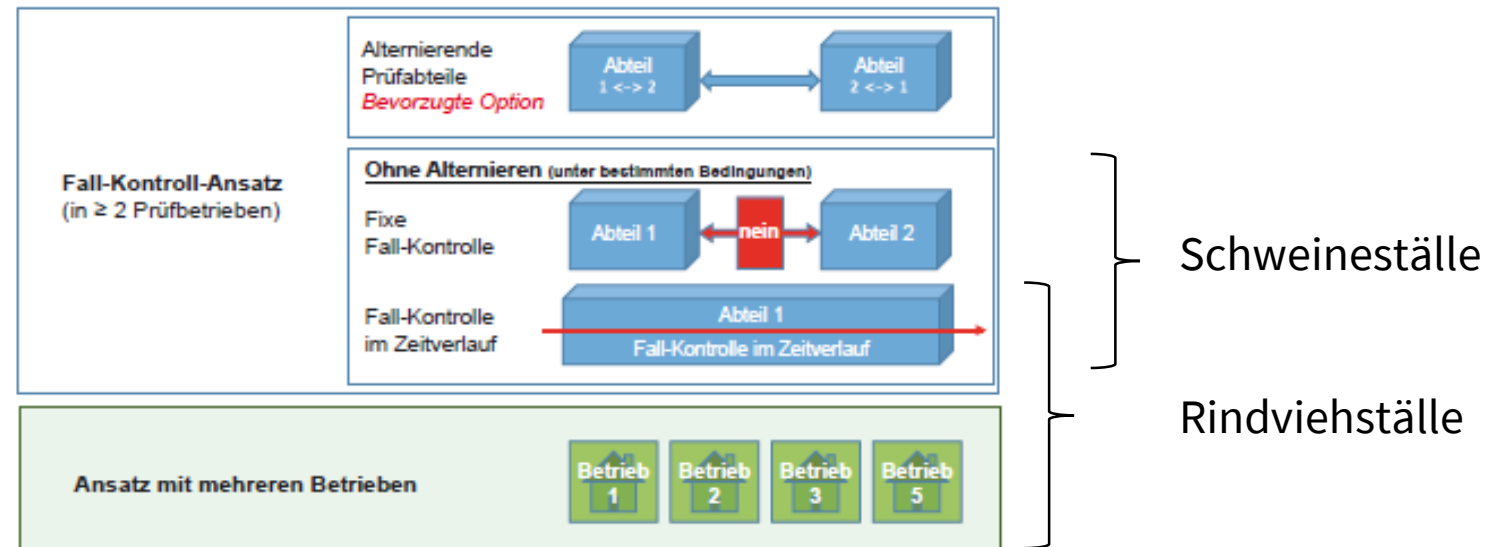 Alternierende
Prüfabteile
Bevorzugte Option
Abteil
1 <-> 2
Abteil
2 <-> 1
Fall-Kontroll-Ansatz
(in ≥ 2 Prüfbetrieben)
Ohne Alternieren (unter bestimmten Bedingungen)
Fixe
Fall-Kontrolle
Abteil 1
nein
Abteil 2
Fall-Kontrolle
im Zeitverlauf
Abteil 1
Fall-Kontrolle im Zeitverlauf
Schweineställe
Rindviehställe
Ansatz mit mehreren Betrieben
Betrieb
1
Betrieb
2
Betrieb
3
Betrieb
5